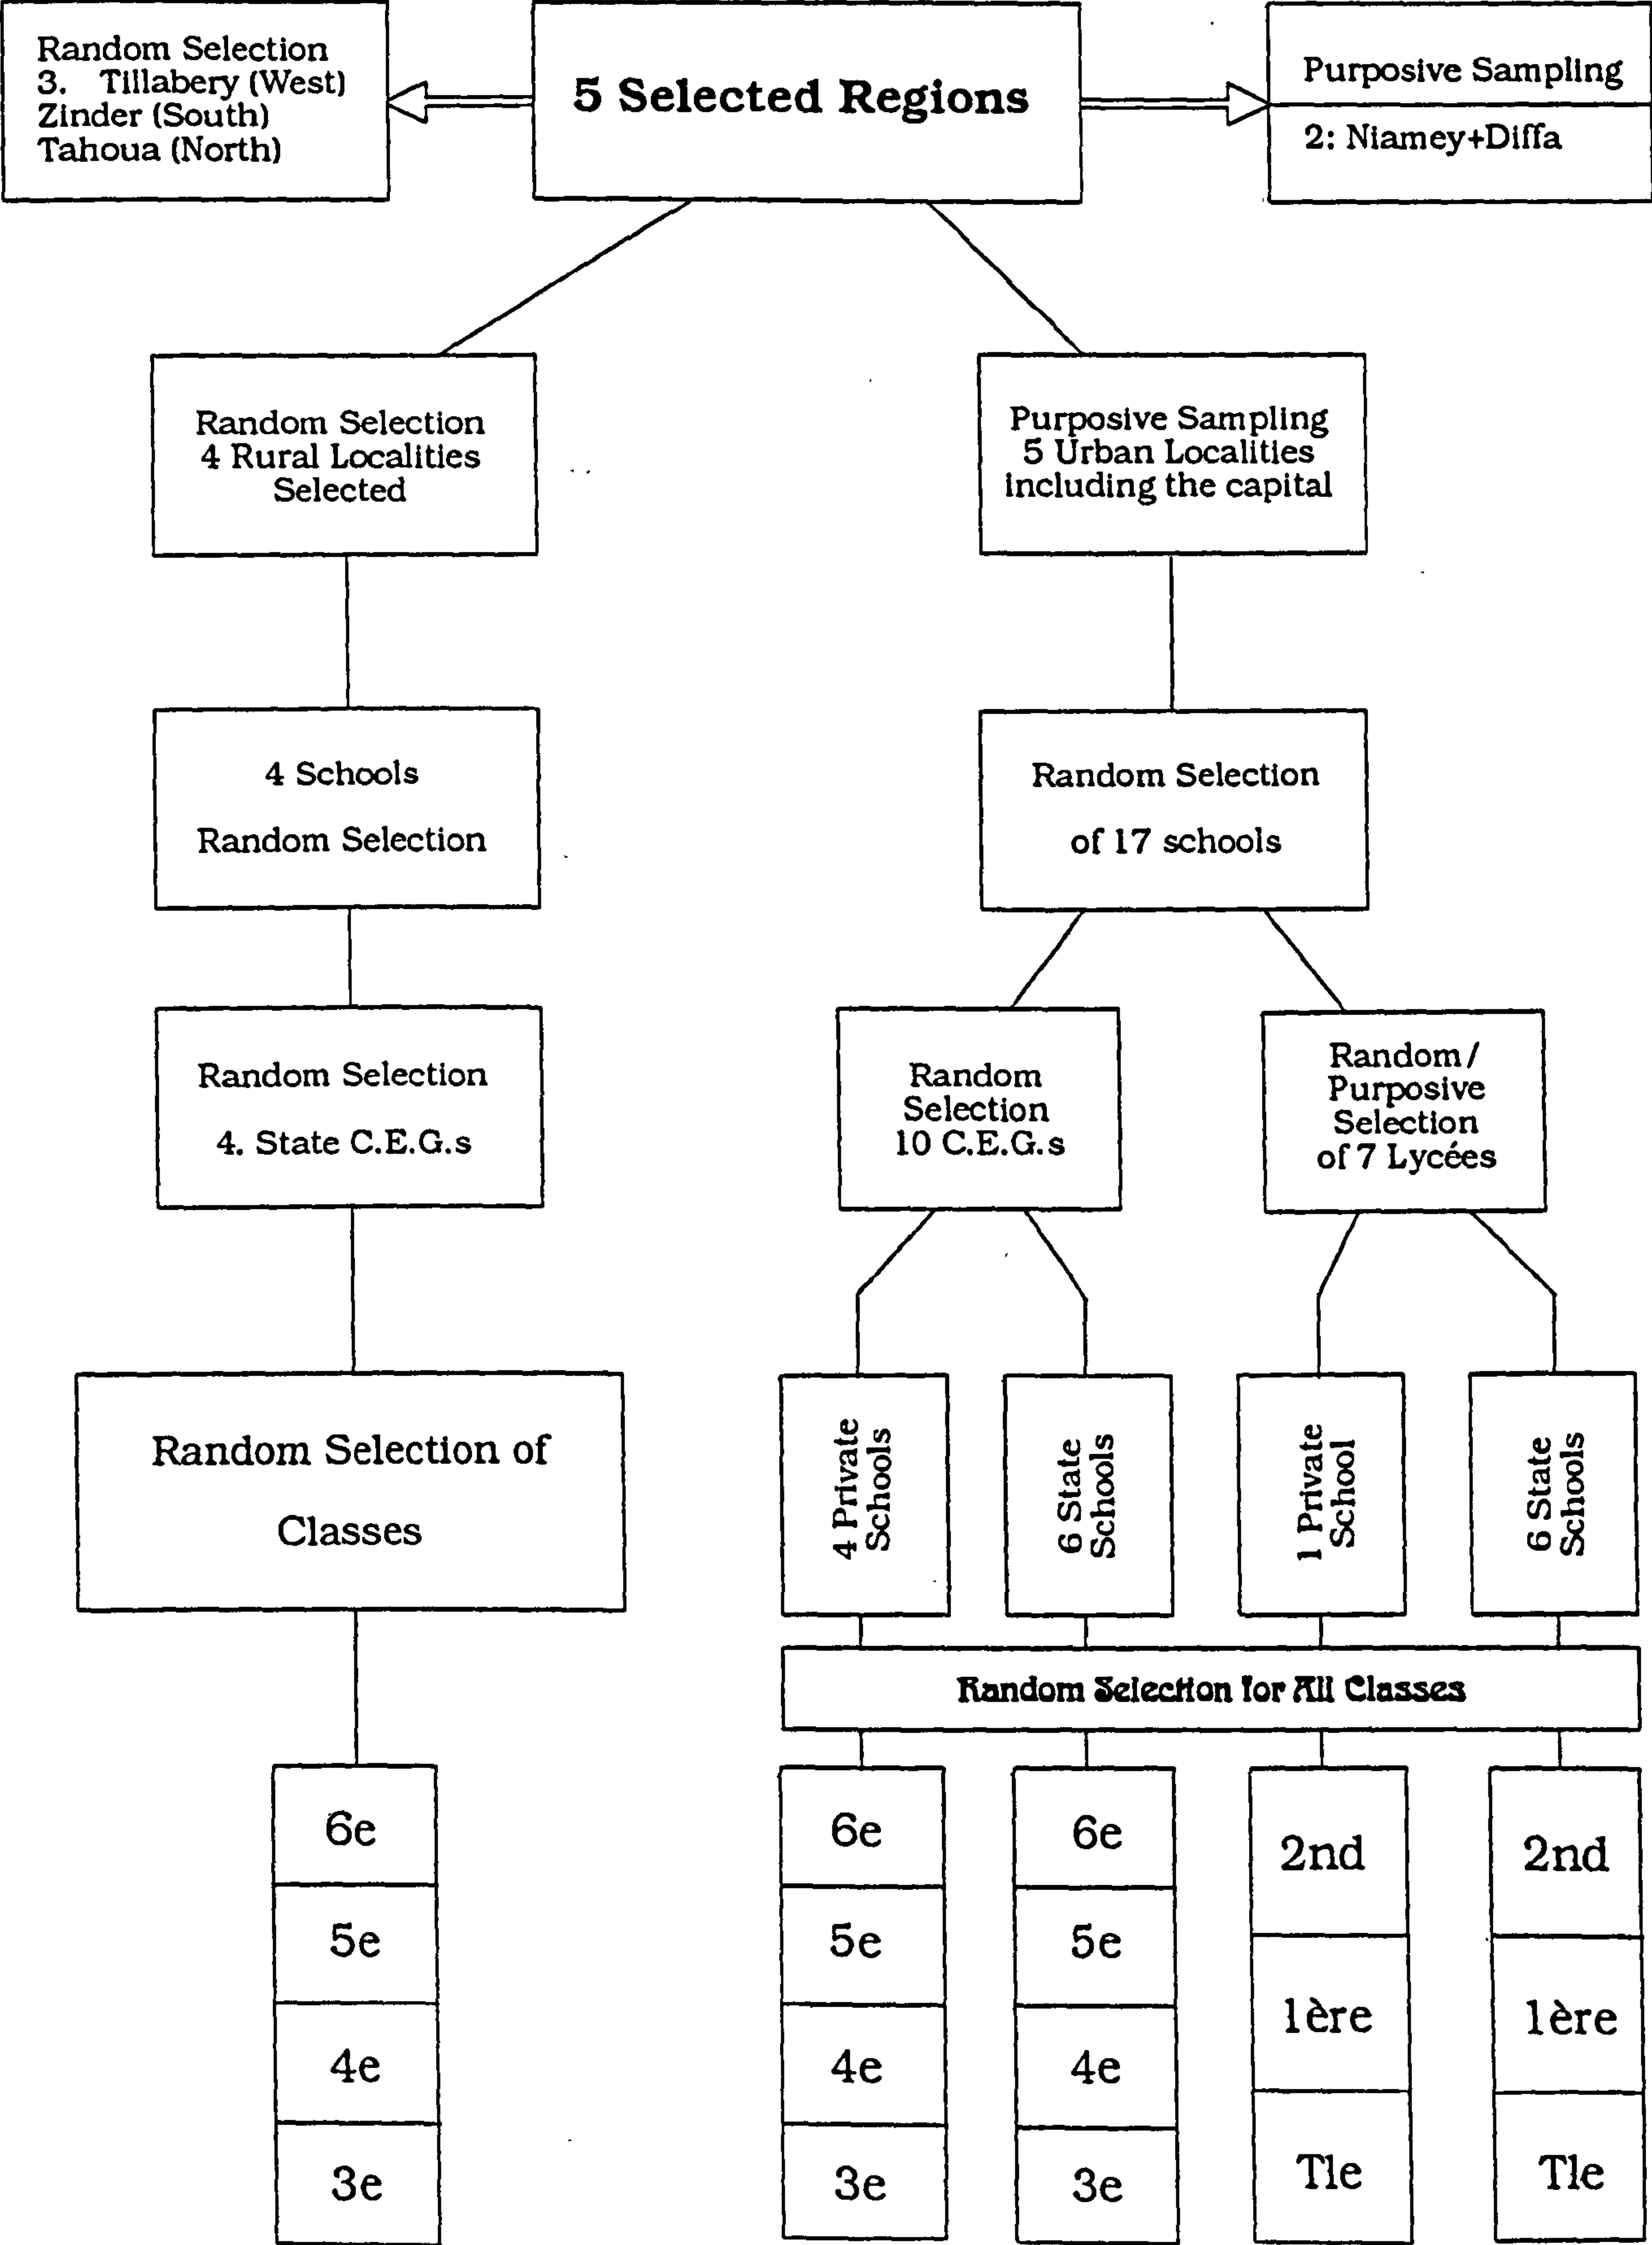 Random Selection
3. Tillabery (West)
Zinder (South)
Tahoua (North)
5 Selected Regions
Purposive Sampling
2: Niamey+Diffa
Random Selection
4 Rural Localities
Selected
Purposive Sampling
5 Urban Localities
including the capital
4 Schools
Random Selection
Random Selection
of 17 schools
Random Selection
4. State C.E.G.s
Random
Selection
10 C.E.G.s
Random/
Purposive
Selection
of 7 Lycées
Random Selection of
Classes
4 Private
Schools
6 State
Schools
1 Private
School
6 State
Schools
Random Selection for All Classes
6e
5e
4e
3e
6e
5e
4e
3e
6e
5e
4e
3e
2nd
1ère
Tle
2nd
1ère
Tle